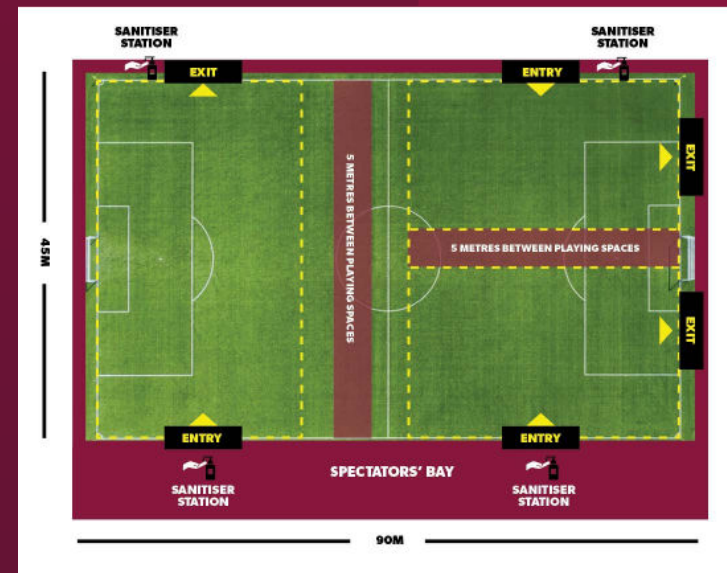 SANITISER
STATION
SANITISER
STATION
EXIT
ENTRY
EXIT
45M
5 METRES BETWEEN PLAYING SPACES
5 METRES BETWEEN PLAYING SPACES
EXIT
ENTRY
ENTRY
SANITISER
STATION
SPECTATORS' BAY
SANITISER
STATION
90M